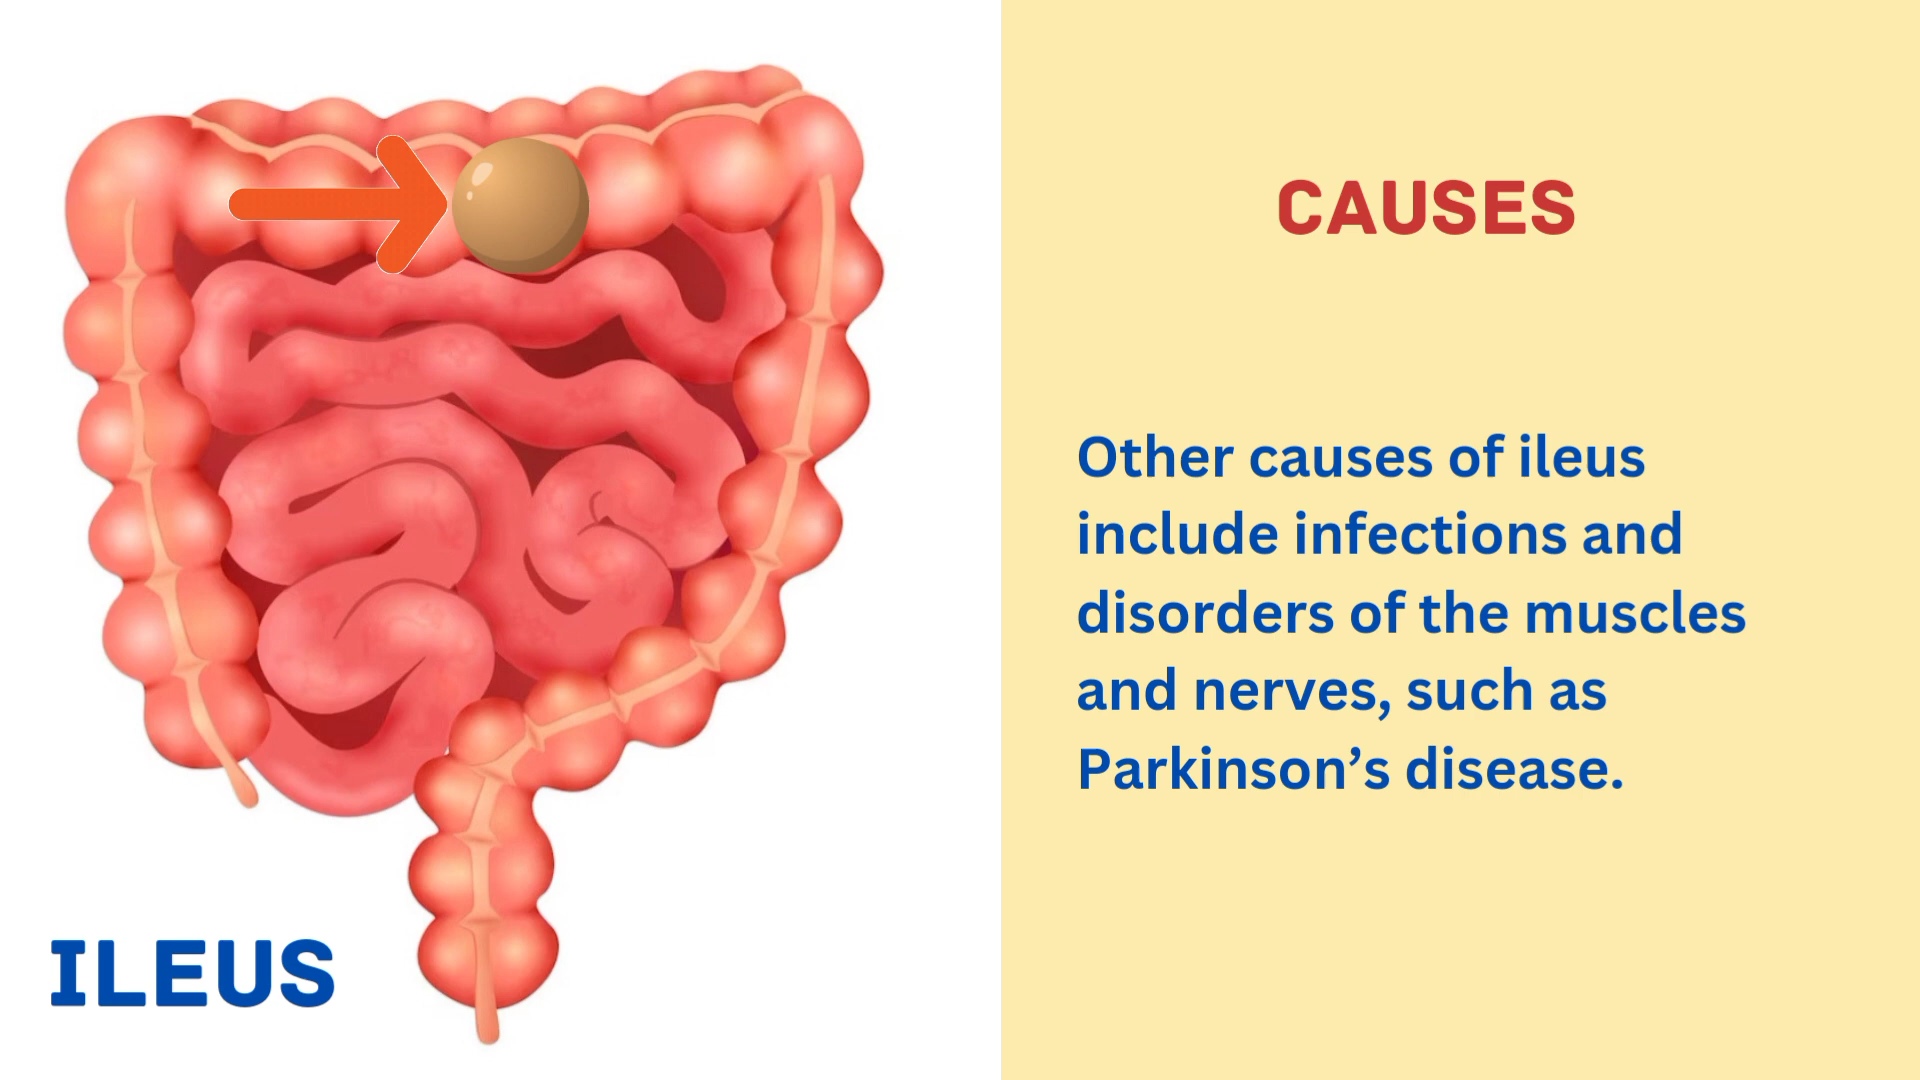 CAUSES
Other causes of ileus
include infections and
disorders of the muscles
and nerves, such as
Parkinson’s disease.
ILEUS